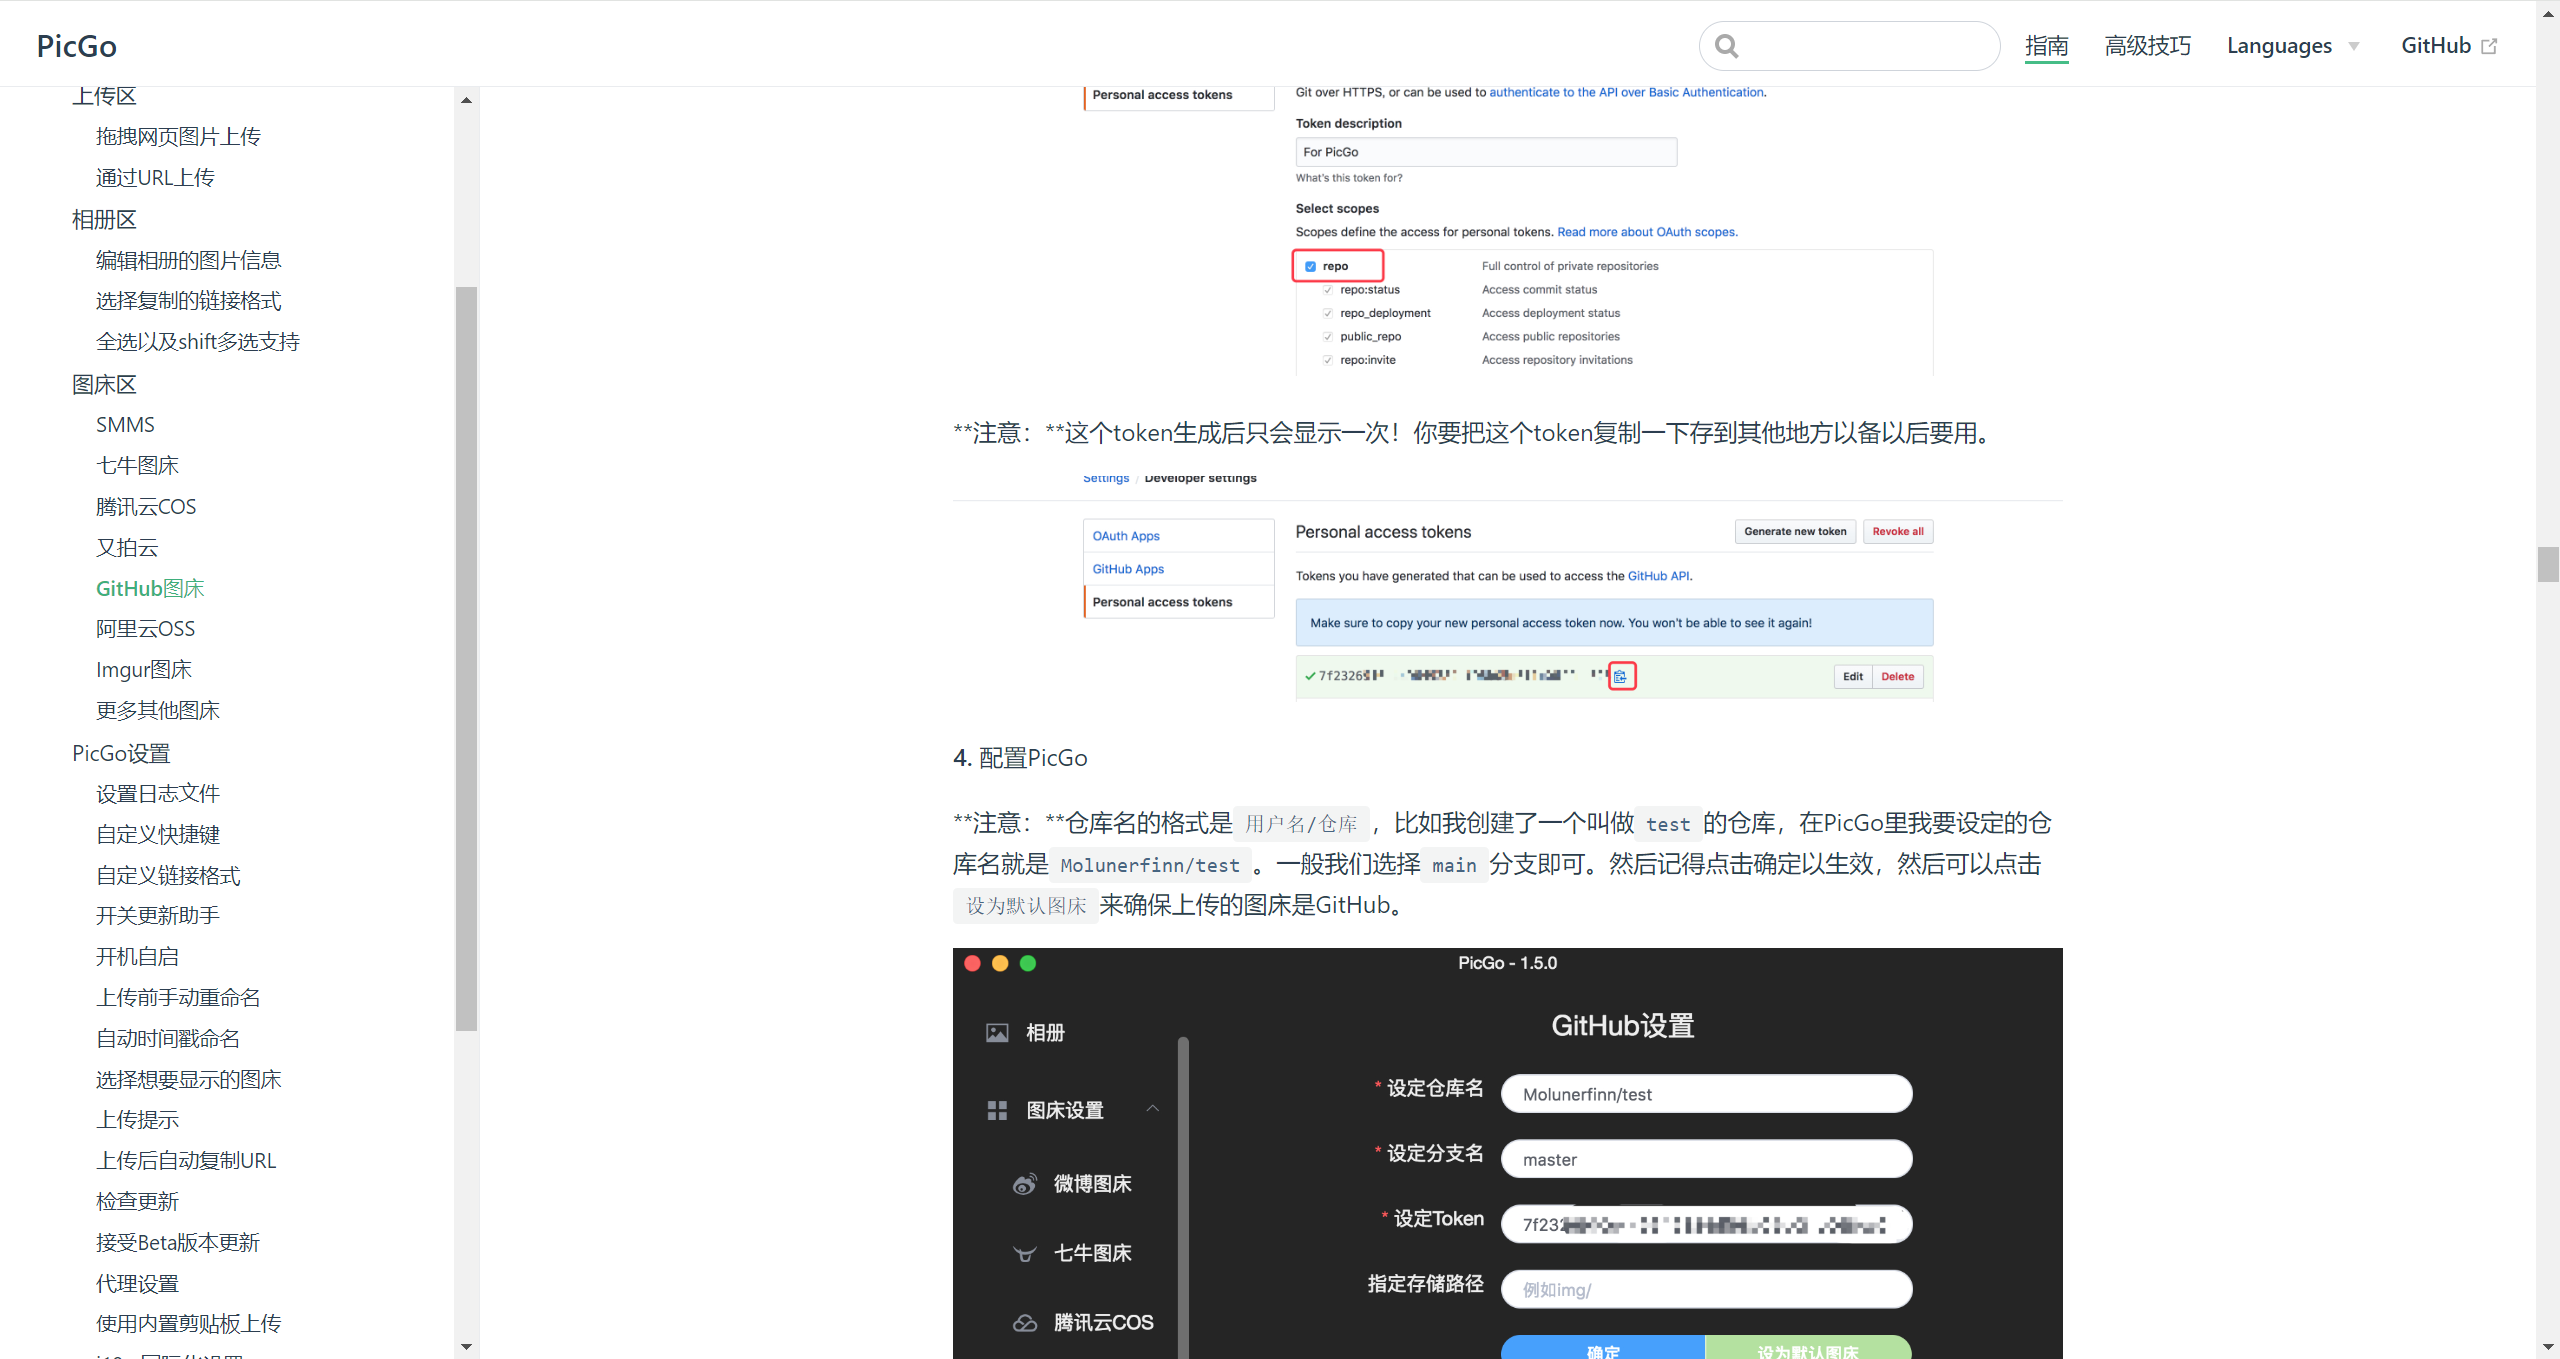 PicGo
指南
高级技巧
Languages
GitHub
上传区
拖拽网页图片上传
通过URL上传
相册区
编辑相册的图片信息
选择复制的链接格式
全选以及shift多选支持
图床区
SMMS
七牛图床
腾讯云COS
又拍云
GitHub图床
阿里云OSS
Imgur图床
更多其他图床
PicGo设置
设置日志文件
自定义快捷键
自定义链接格式
开关更新助手
开机自启
上传前手动重命名
自动时间戳命名
选择想要显示的图床
上传提示
上传后自动复制URL
检查更新
接受Beta版本更新
代理设置
使用内置剪贴板上传
Personal access tokens
Git over HTTPS, or can be used to authenticate to the API over Basic Authentication.
Token description
For PicGo
What's this token for?
Select scopes
Scopes define the access for personal tokens. Read more about OAuth scopes.
repo Full control of private repositories
repo:status Access commit status
repo_deployment Access deployment status
public_repo Access public repositories
repo:invite Access repository invitations
**注意：**这个token生成后只会显示一次！你要把这个token复制一下存到其他地方以备以后要用。
Settings / Developer settings
OAuth Apps
GitHub Apps
Personal access tokens
Personal access tokens
Generate new token
Revoke all
Tokens you have generated that can be used to access the GitHub API.
Make sure to copy your new personal access token now. You won't be able to see it again!
7f2326
Edit
Delete
4. 配置PicGo
**注意：**仓库名的格式是 用户名/仓库 ，比如我创建了一个叫做 test 的仓库，在PicGo里我要设定的仓
库名就是 Molunerfinn/test 。一般我们选择 main 分支即可。然后记得点击确定以生效，然后可以点击
设为默认图床 来确保上传的图床是GitHub。
PicGo - 1.5.0
相册
图床设置
微博图床
七牛图床
腾讯云COS
GitHub设置
* 设定仓库名 Molunerfinn/test
* 设定分支名 master
* 设定Token 7f232
指定存储路径 例如img/
确定
设为默认图床